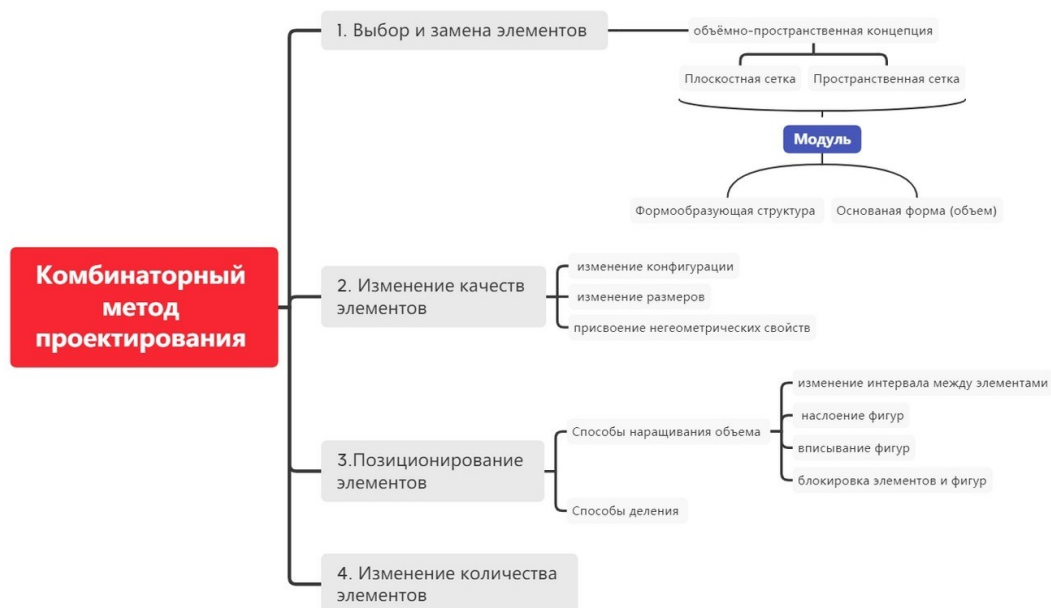 Комбинаторный
метод
проектирования
1. Выбор и замена элементов
объёмно-пространственная концепция
Плоскостная сетка
Пространственная сетка
Модуль
Формообразующая структура
Основаная форма (объем)
2. Изменение качеств
элементов
изменение конфигурации
изменение размеров
присвоение негеометрических свойств
3.Позиционирование
элементов
Способы наращивания объема
изменение интервала между элементами
наслоение фигур
вписывание фигур
блокировка элементов и фигур
Способы деления
4. Изменение количества
элементов